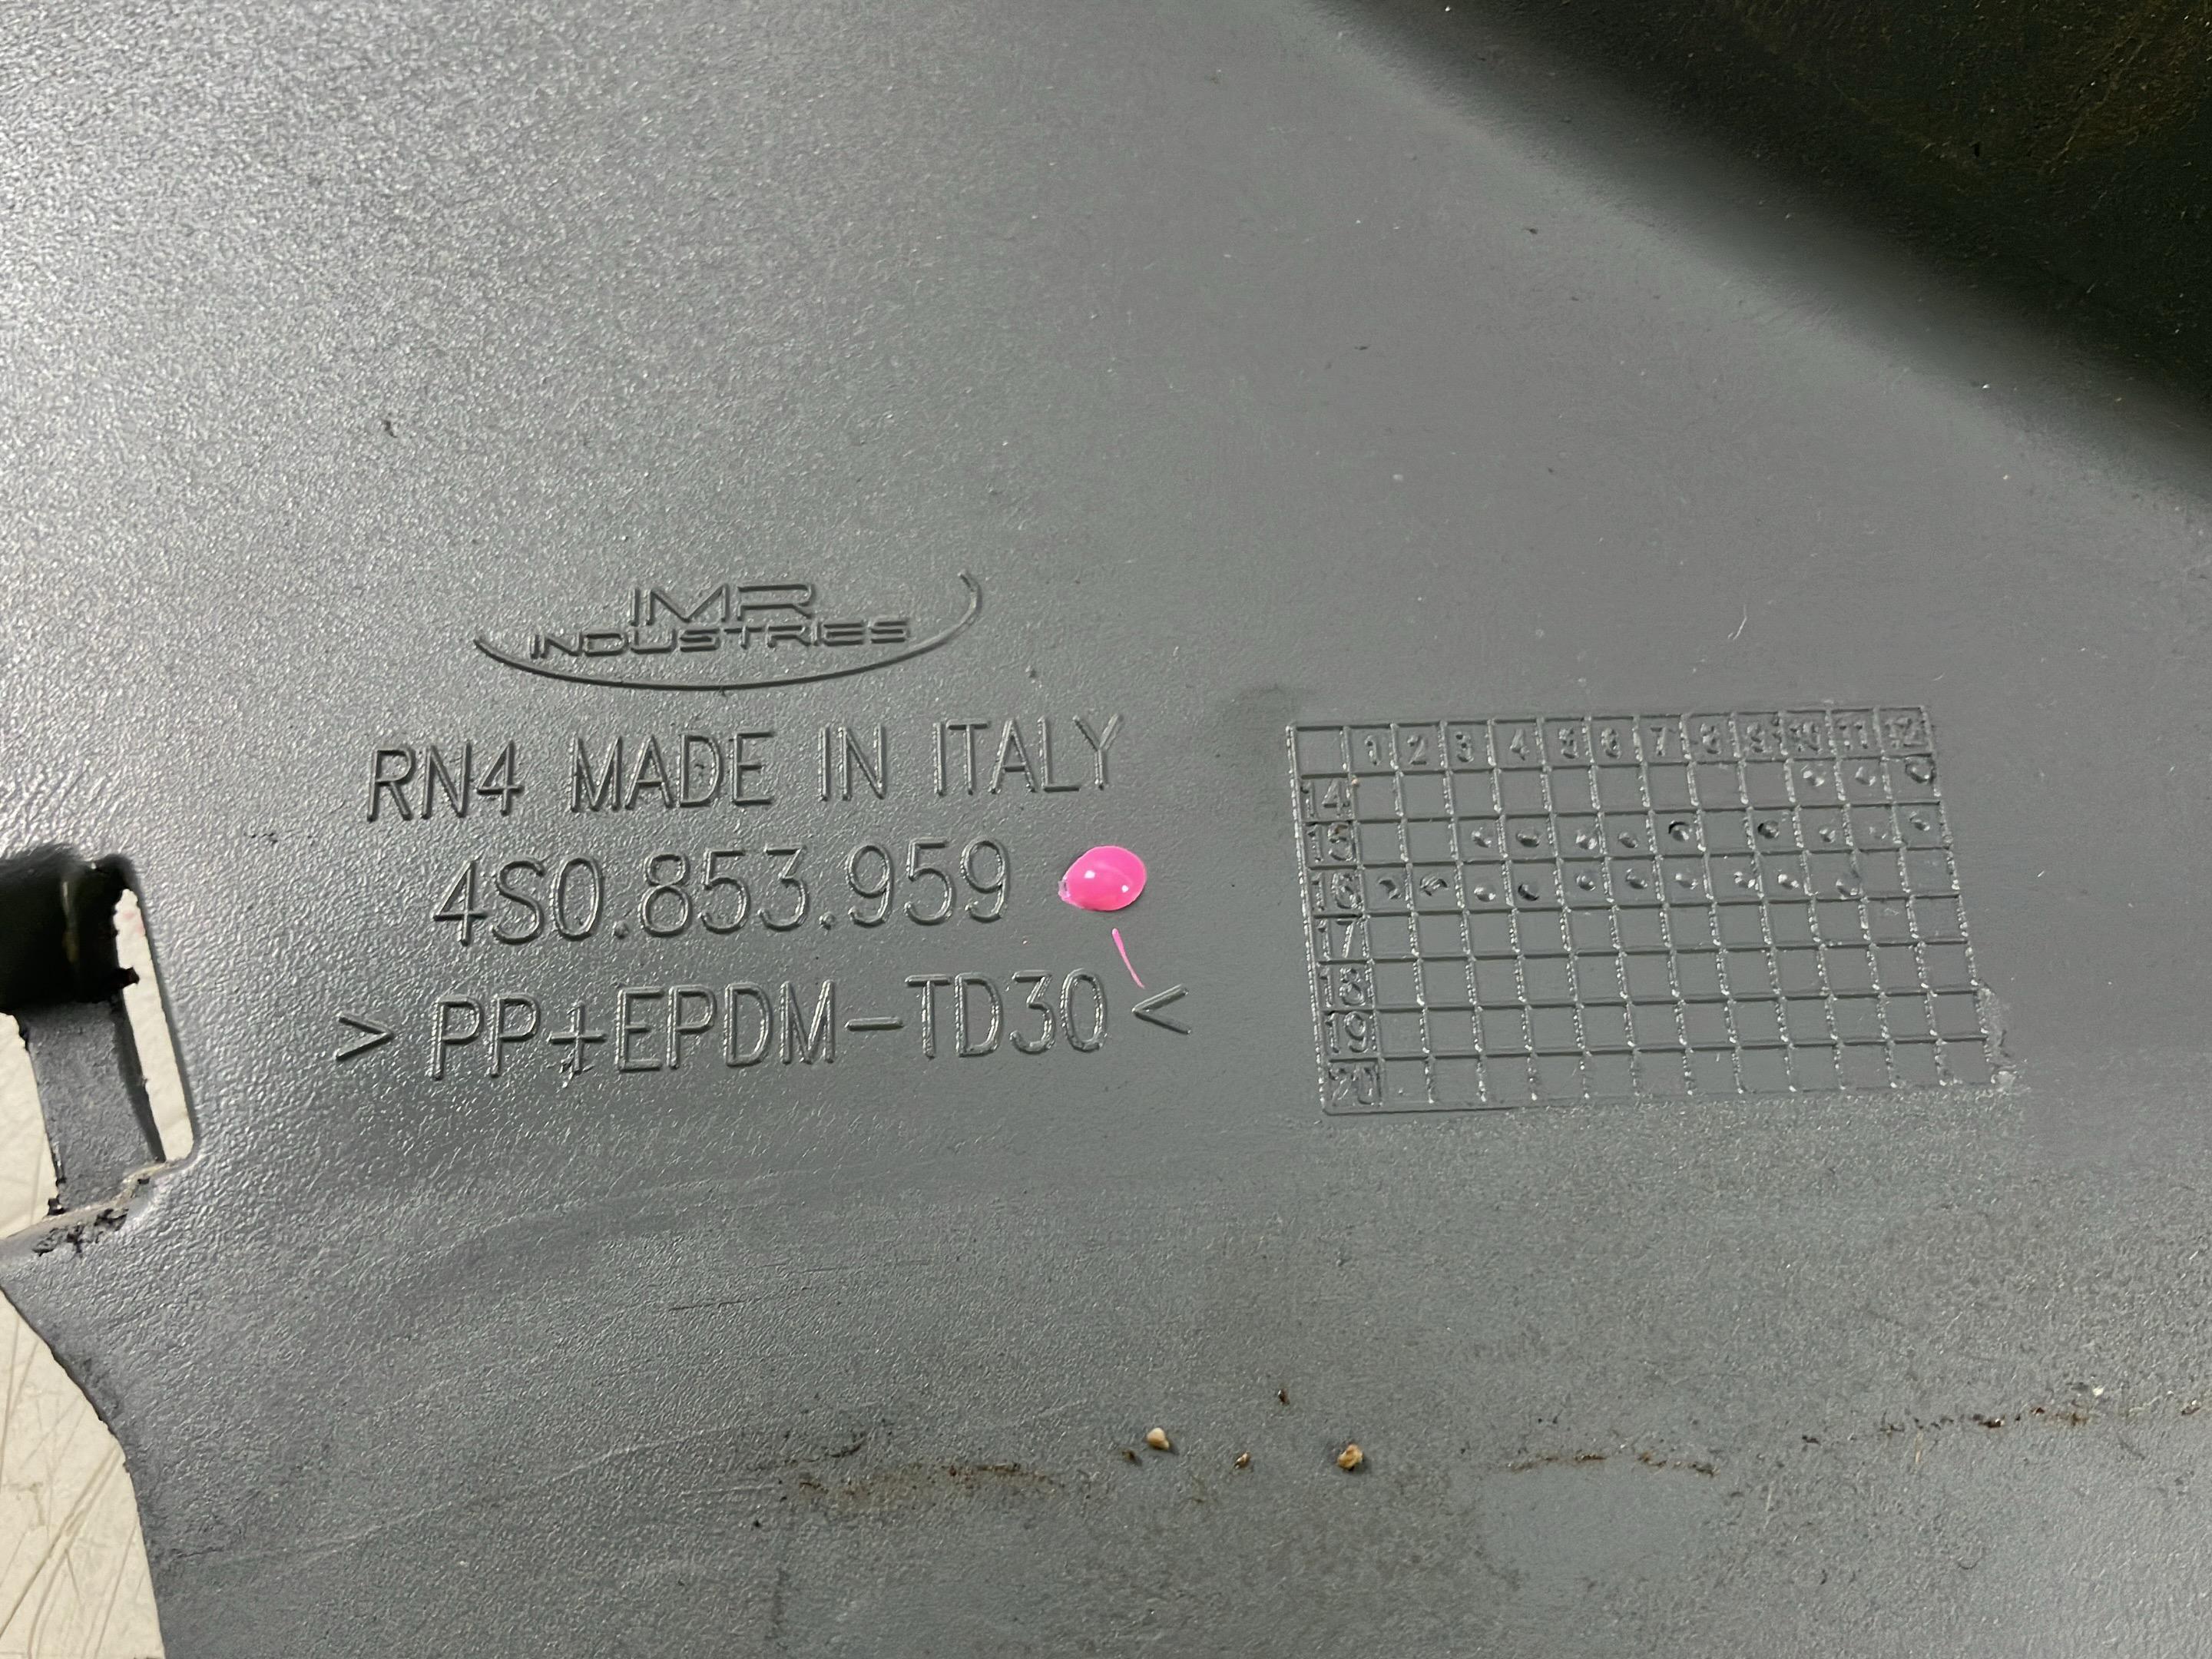 IMR
INDUSTRIES
RN4 MADE IN ITALY
4S0.853.959
> PP+EPDM-TD30 <
1 2 3 4 5 6 7 8 9 10 11 12
14
15
16
17
18
19
20